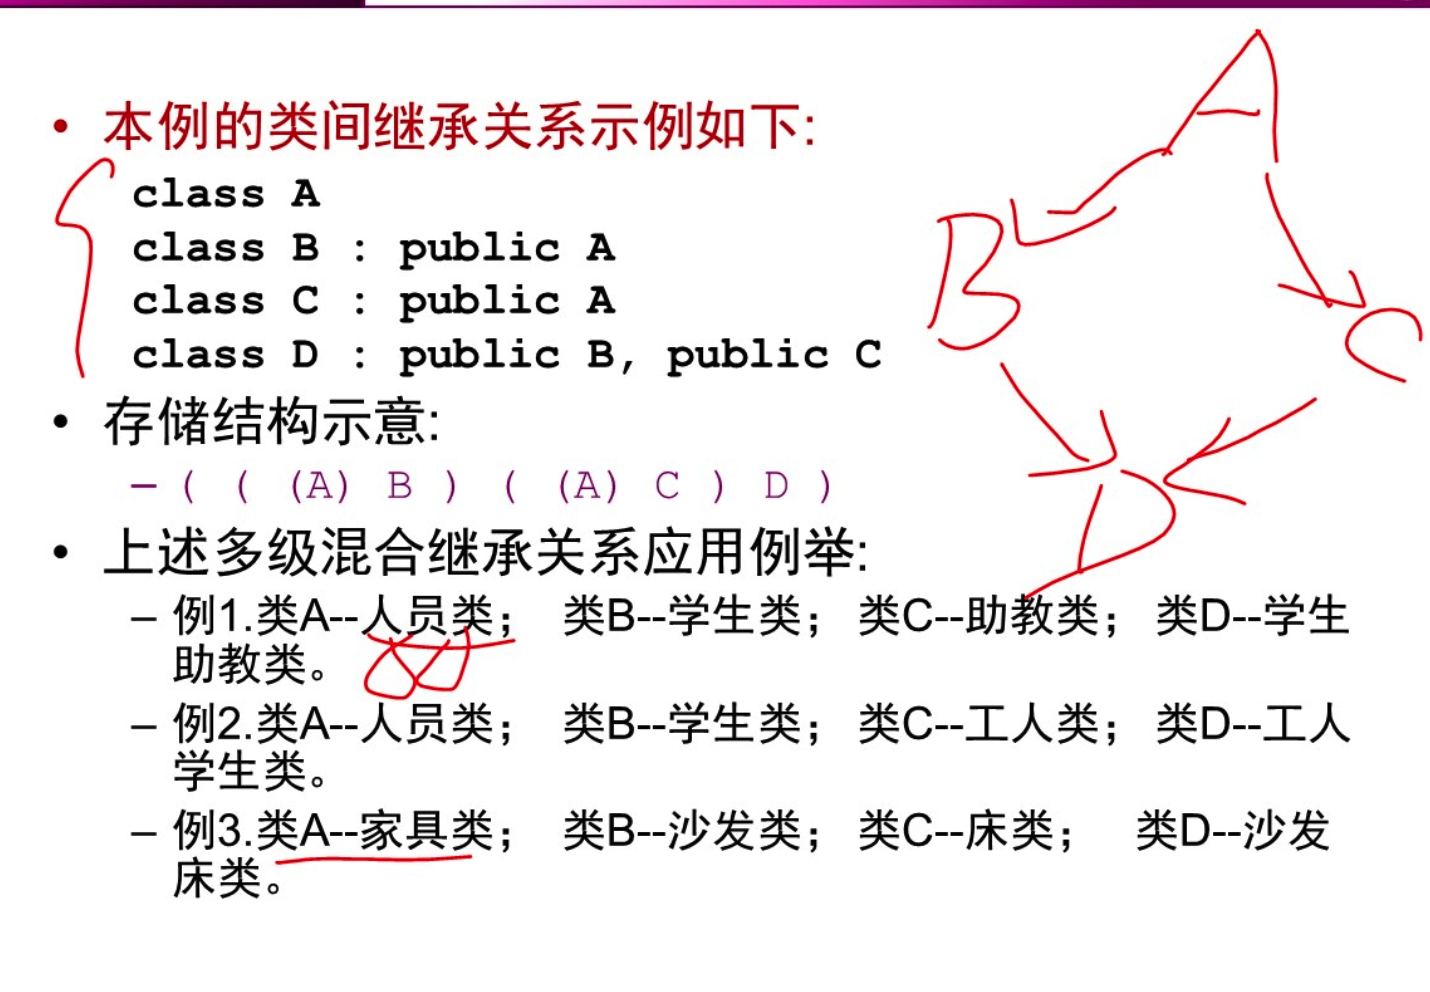 • 本例的类间继承关系示例如下:
class A
class B : public A
class C : public A
class D : public B, public C
• 存储结构示意:
– ( ( (A) B ) ( (A) C ) D )
• 上述多级混合继承关系应用例举:
– 例1.类A--人员类； 类B--学生类； 类C--助教类； 类D--学生
助教类。
– 例2.类A--人员类； 类B--学生类； 类C--工人类； 类D--工人
学生类。
– 例3.类A--家具类； 类B--沙发类； 类C--床类； 类D--沙发
床类。
A
B
C
D